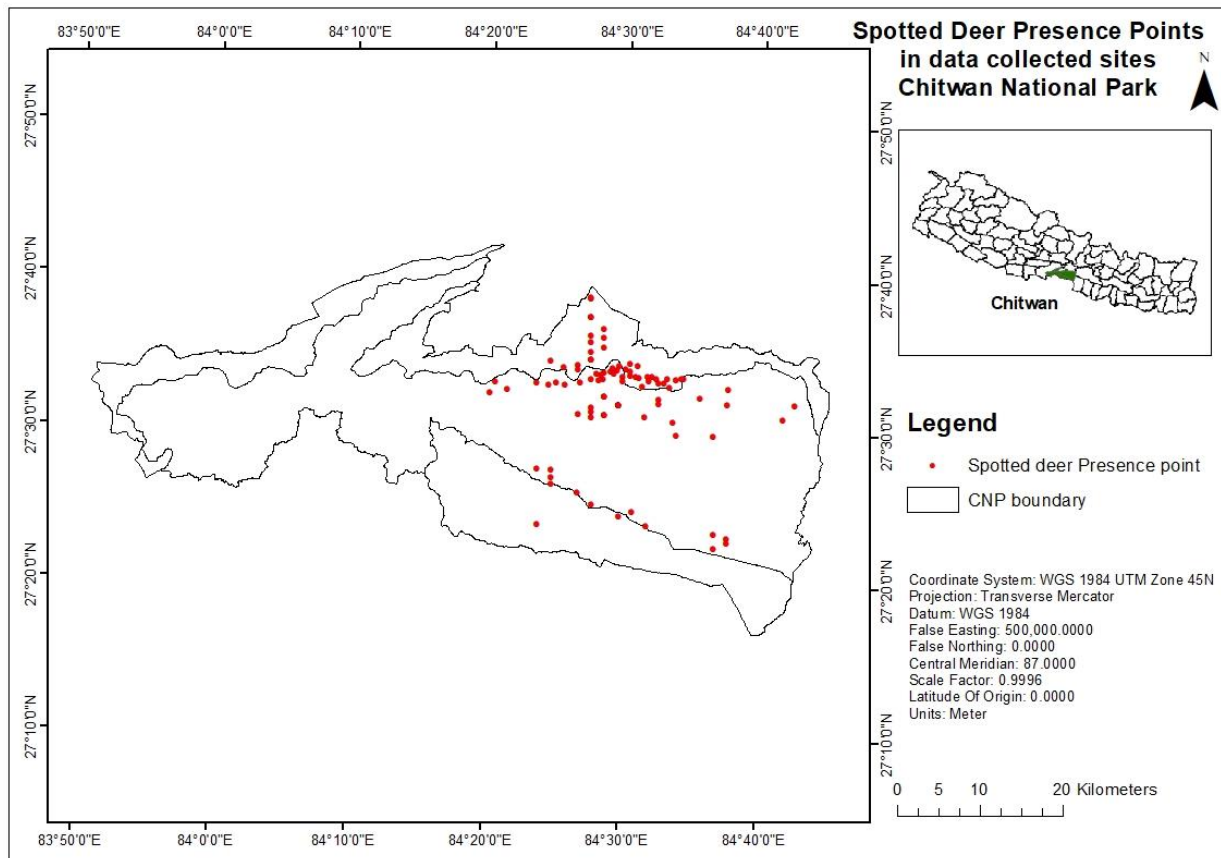 Spotted Deer Presence Points
in data collected sites
Chitwan National Park
N
83°50'0"E 84°0'0"E 84°10'0"E 84°20'0"E 84°30'0"E 84°40'0"E
27°50'0"N
27°40'0"N
27°30'0"N
27°20'0"N
27°10'0"N
27°50'0"N
27°40'0"N
27°30'0"N
27°20'0"N
27°10'0"N
83°50'0"E 84°0'0"E 84°10'0"E 84°20'0"E 84°30'0"E 84°40'0"E
Chitwan
Legend
Spotted deer Presence point
CNP boundary
Coordinate System: WGS 1984 UTM Zone 45N
Projection: Transverse Mercator
Datum: WGS 1984
False Easting: 500,000.0000
False Northing: 0.0000
Central Meridian: 87.0000
Scale Factor: 0.9996
Latitude Of Origin: 0.0000
Units: Meter
0 5 10 20 Kilometers